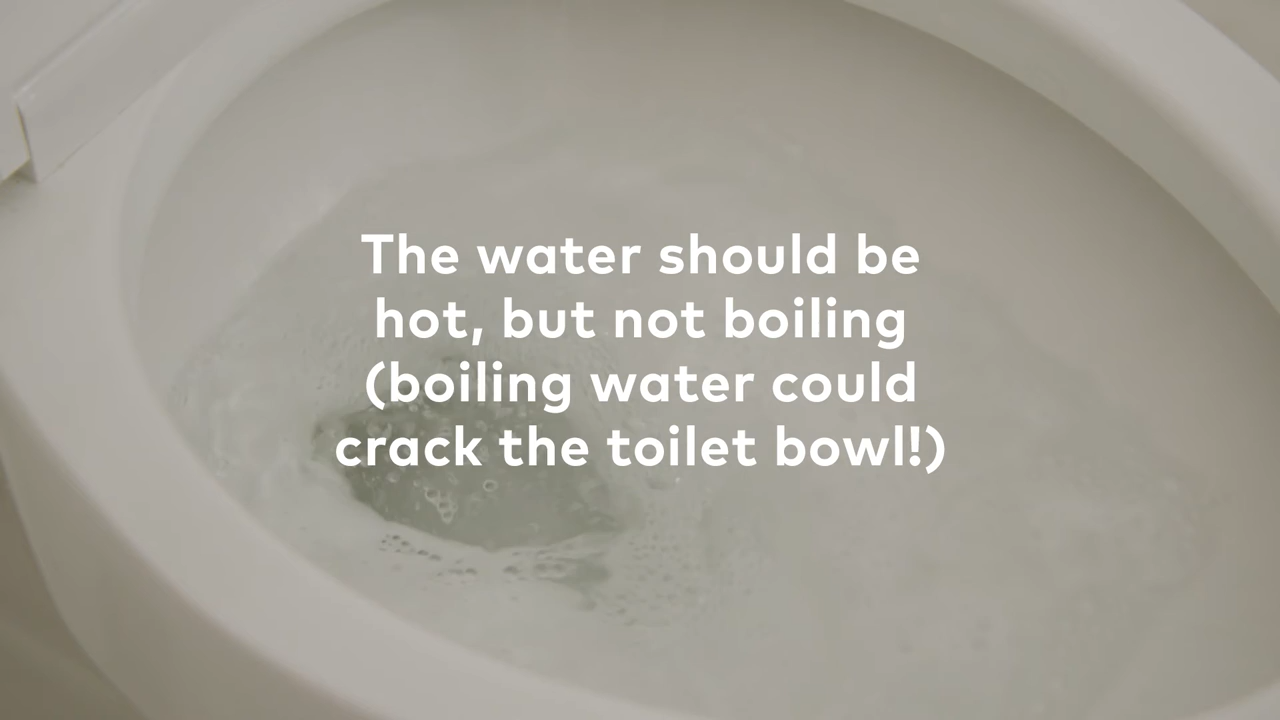 The water should be
hot, but not boiling
(boiling water could
crack the toilet bowl!)